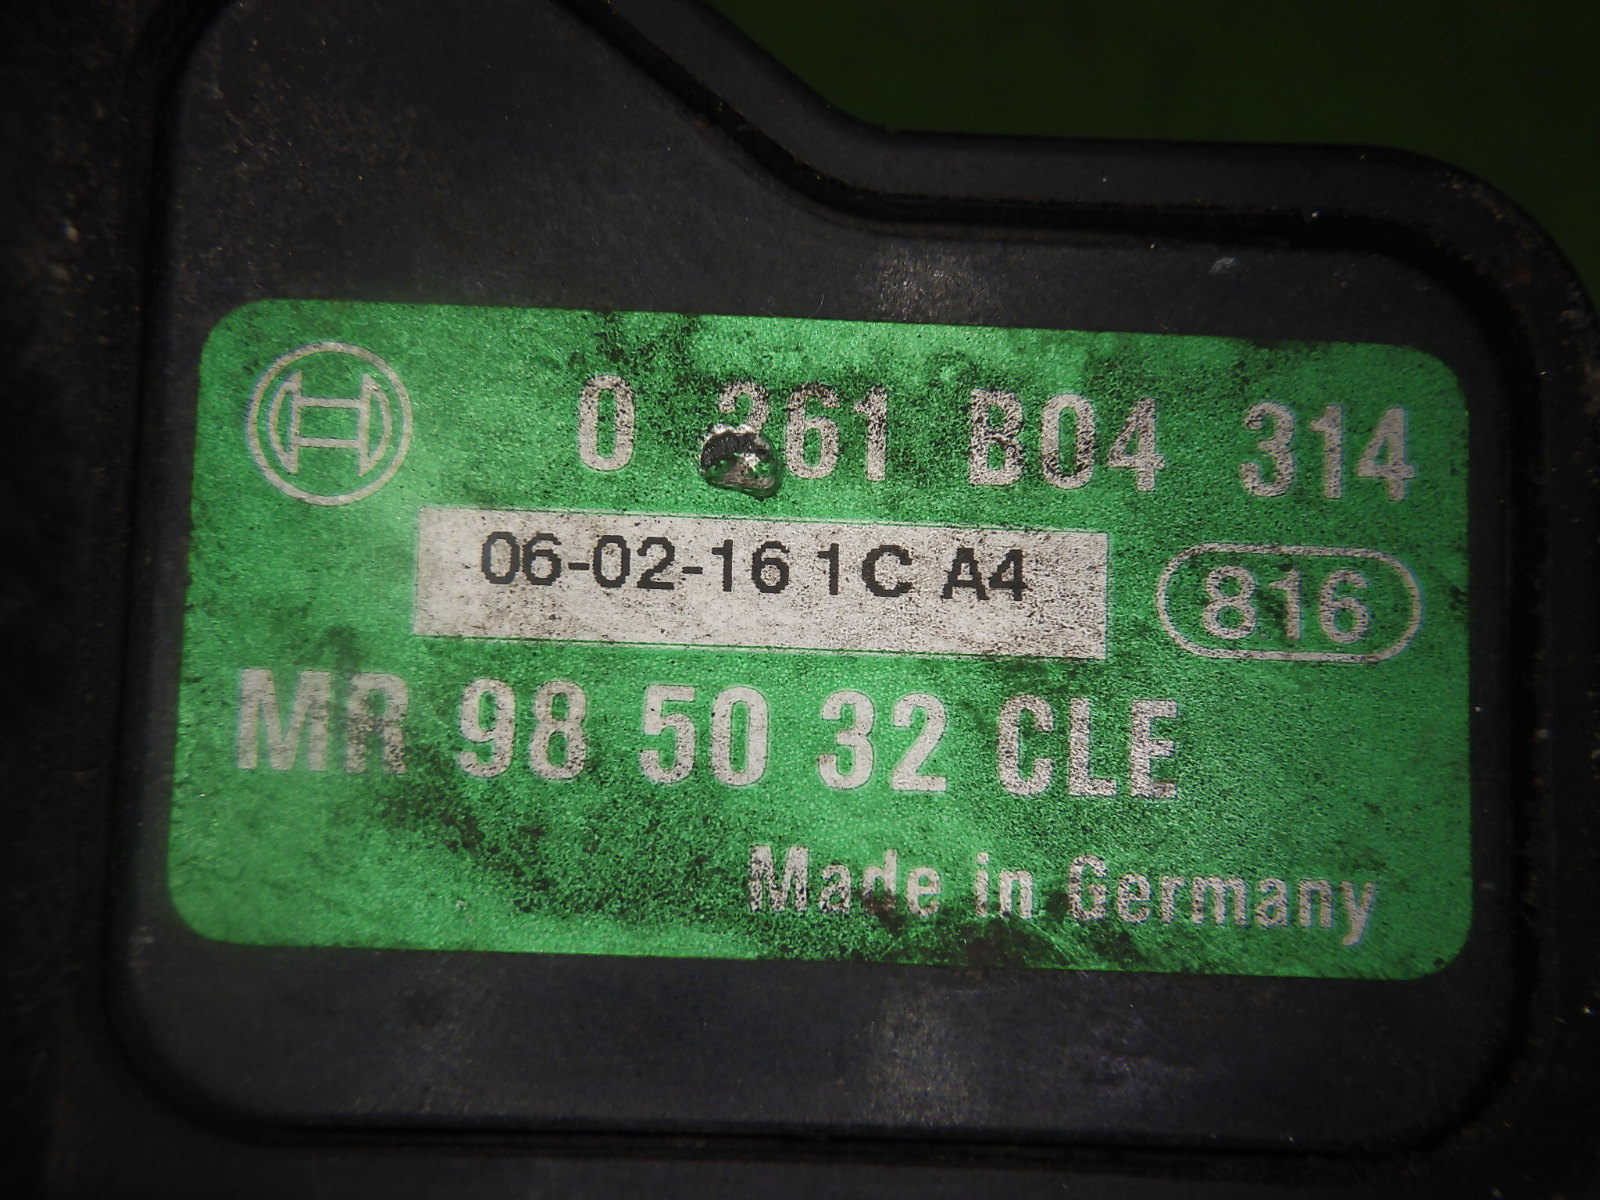 0 261 B04 314
06-02-16 1C A4
816
MR 98 50 32 CLE
Made in Germany